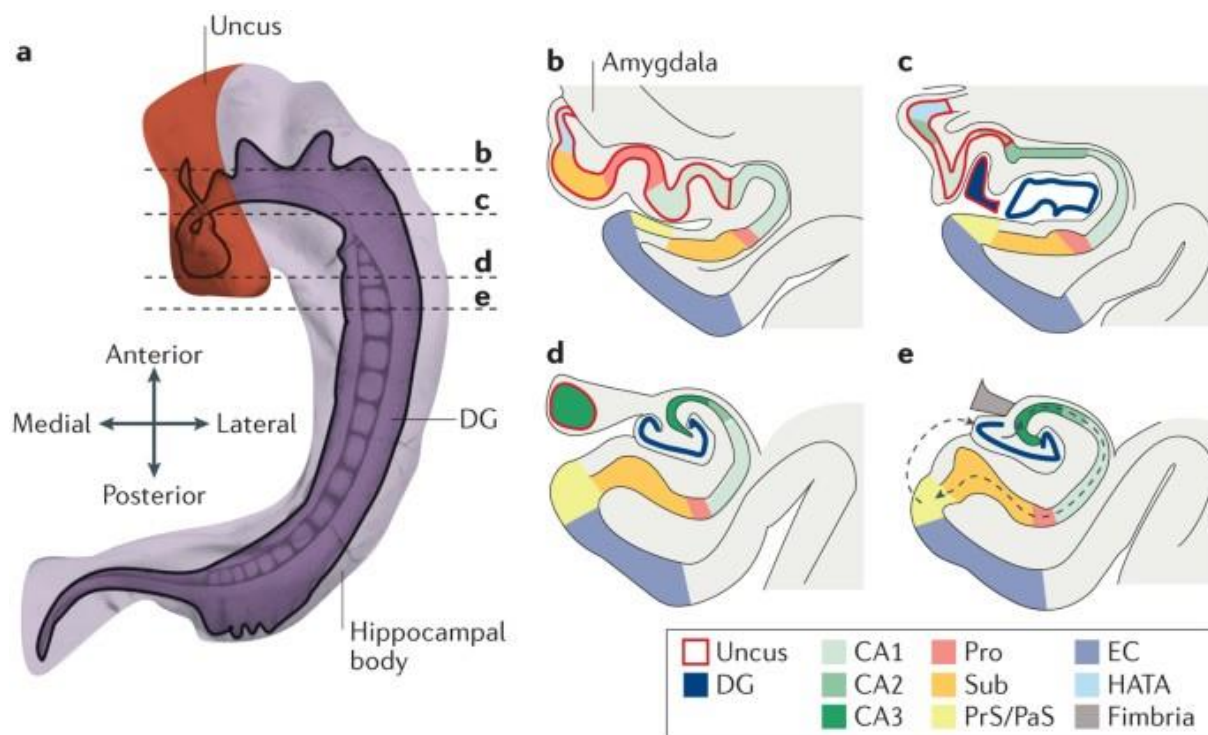 a
Uncus
b
c
d
e
Anterior
Medial
Lateral
Posterior
DG
Hippocampal
body
b
Amygdala
c
d
e
Uncus
DG
CA1
CA2
CA3
Pro
Sub
PrS/PaS
EC
HATA
Fimbria